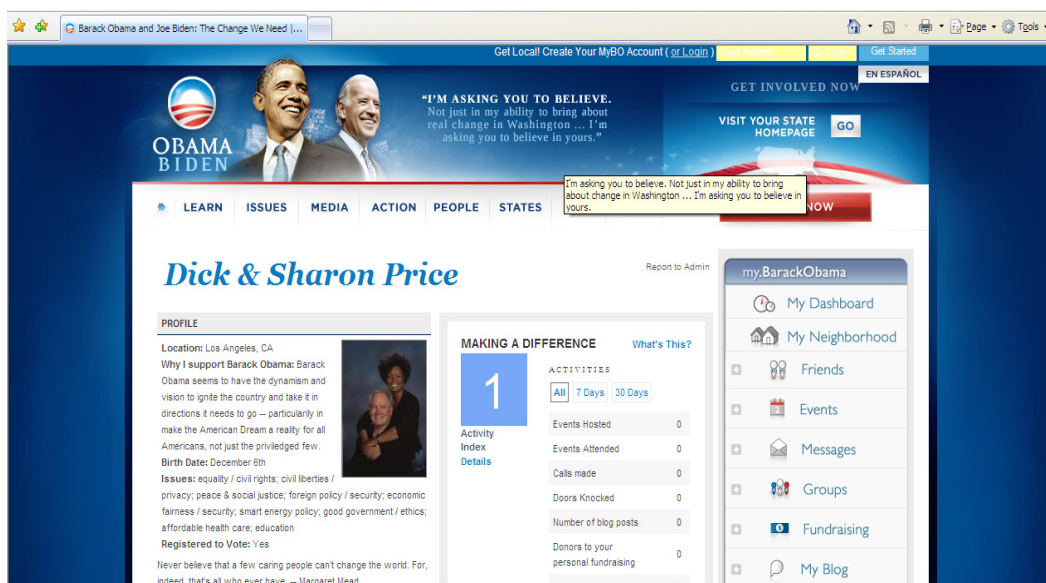 Barack Obama and Joe Biden: The Change We Need |...
Page
Tools
Get Local! Create Your MyBO Account ( or Login )
Get Started
EN ESPAÑOL
OBAMA
BIDEN
"I'M ASKING YOU TO BELIEVE.
Not just in my ability to bring about
real change in Washington ... I'm
asking you to believe in yours."
GET INVOLVED NOW
VISIT YOUR STATE
HOMEPAGE
GO
I'm asking you to believe. Not just in my ability to bring
about change in Washington ... I'm asking you to believe in
yours.
LEARN ISSUES MEDIA ACTION PEOPLE STATES
NOW
Dick & Sharon Price
Report to Admin
PROFILE
Location: Los Angeles, CA
Why I support Barack Obama: Barack
Obama seems to have the dynamism and
vision to ignite the country and take it in
directions it needs to go -- particularly in
make the American Dream a reality for all
Americans, not just the priviledged few.
Birth Date: December 6th
Issues: equality / civil rights; civil liberties /
privacy; peace & social justice; foreign policy / security; economic
fairness / security; smart energy policy; good government / ethics;
affordable health care; education
Registered to Vote: Yes
Never believe that a few caring people can't change the world. For,
indeed, that's all who ever have. -- Margaret Mead
MAKING A DIFFERENCE
What's This?
1
Activity
Index
Details
ACTIVITIES
All 7 Days 30 Days
Events Hosted 0
Events Attended 0
Calls made 0
Doors Knocked 0
Number of blog posts 0
Donors to your
personal fundraising 0
my.BarackObama
My Dashboard
My Neighborhood
Friends
Events
Messages
Groups
Fundraising
My Blog